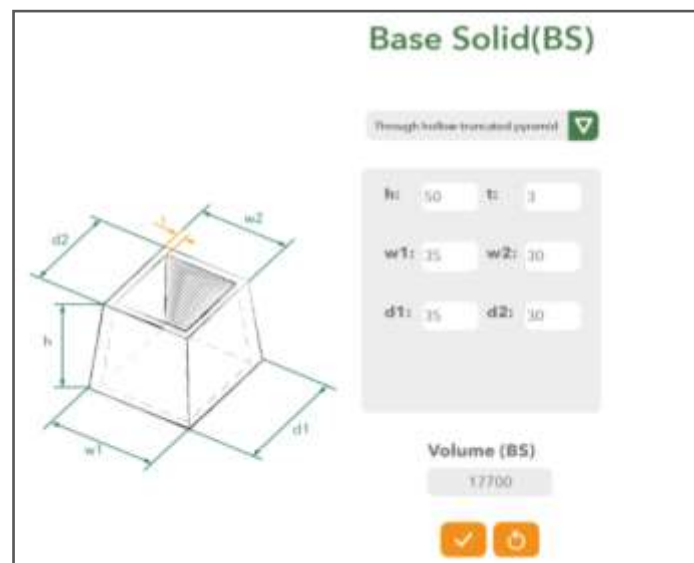 Base Solid(BS)
Through hollow truncated pyramid
h: 50 t: 3
w1: 35 w2: 30
d1: 35 d2: 30
t
w2
d2
h
w1
d1
Volume (BS)
17700